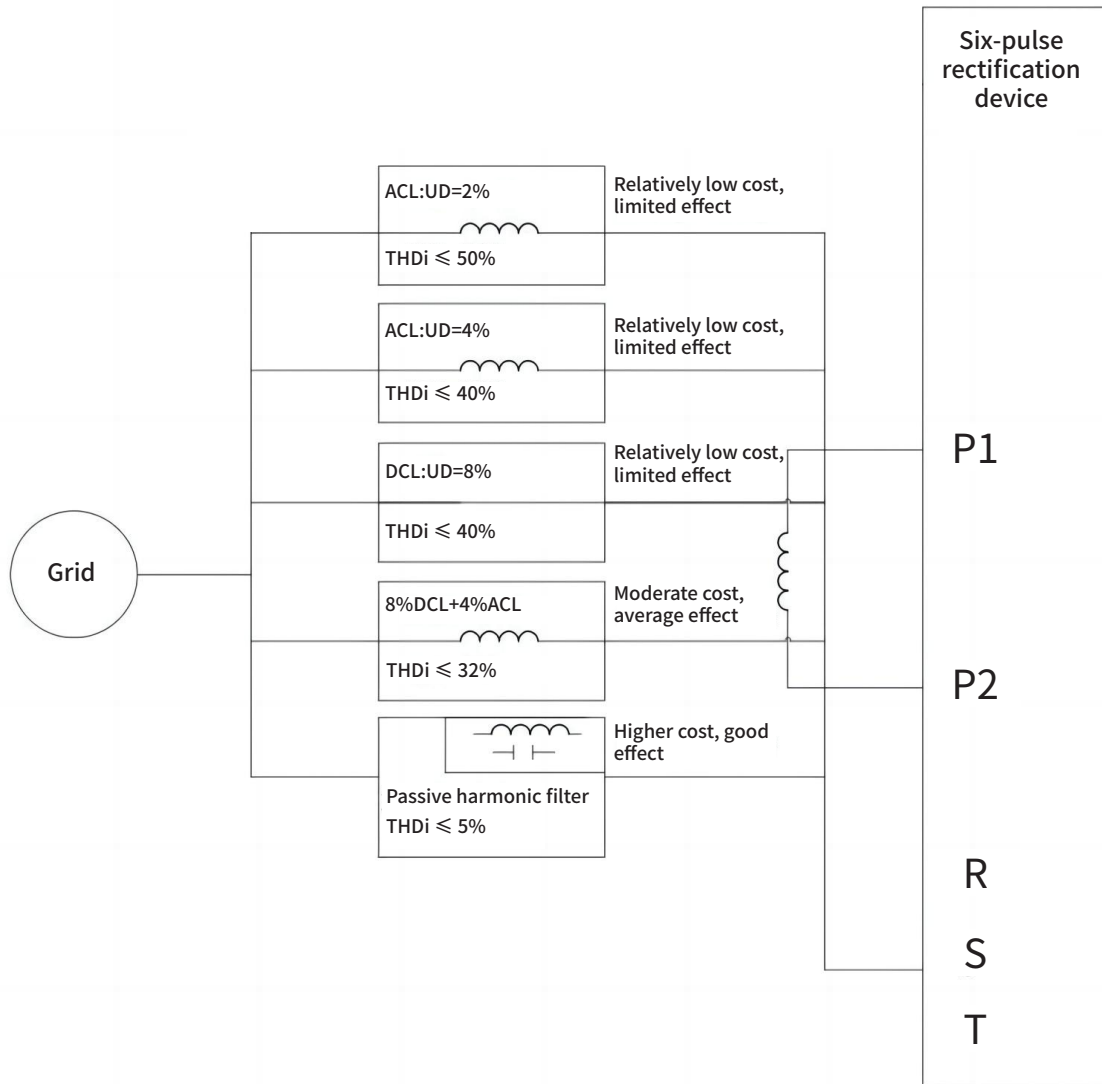 Six-pulse
rectification
device
ACL:UD=2%
THDi ⩽ 50%
Relatively low cost,
limited effect
ACL:UD=4%
THDi ⩽ 40%
Relatively low cost,
limited effect
DCL:UD=8%
THDi ⩽ 40%
Relatively low cost,
limited effect
Grid
8%DCL+4%ACL
THDi ⩽ 32%
Moderate cost,
average effect
Passive harmonic filter
THDi ⩽ 5%
Higher cost, good
effect
P1
P2
R
S
T